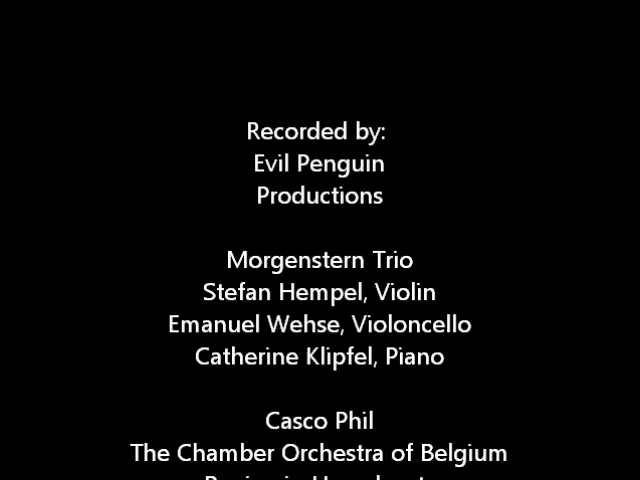 Recorded by:
Evil Penguin
Productions
Morgenstern Trio
Stefan Hempel, Violin
Emanuel Wehse, Violoncello
Catherine Klipfel, Piano
Casco Phil
The Chamber Orchestra of Belgium